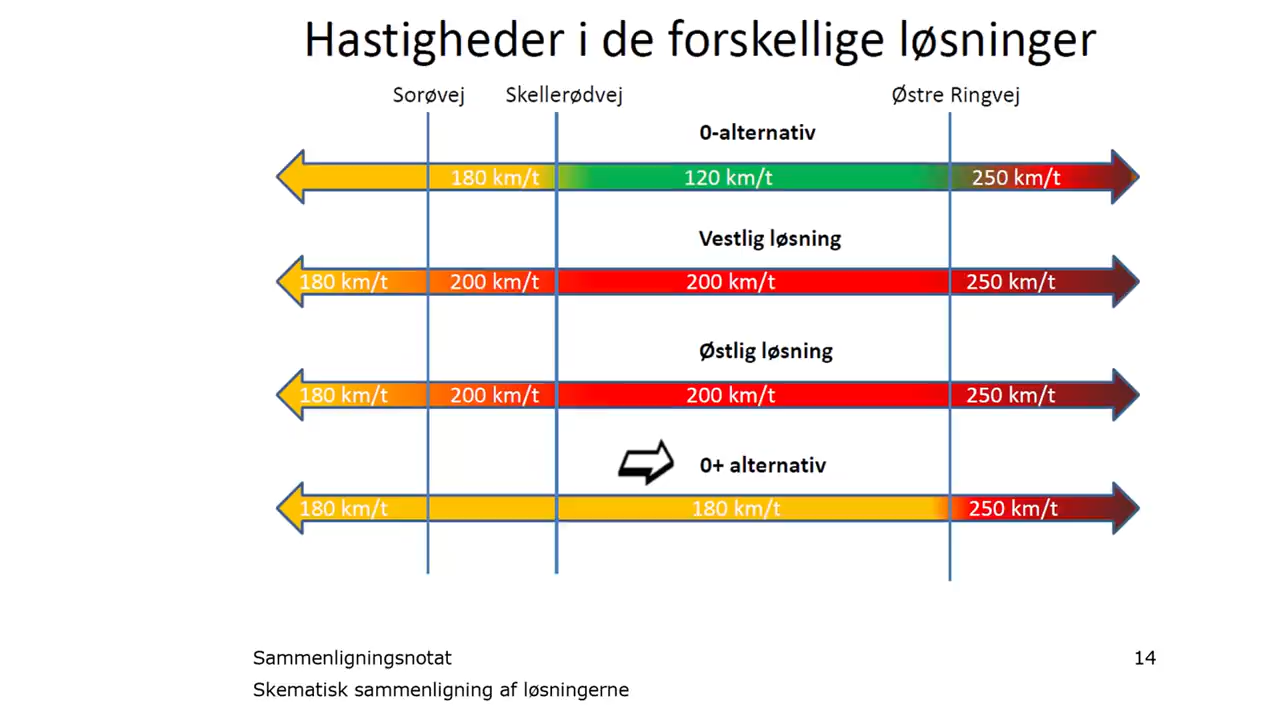 Hastigheder i de forskellige løsninger
Sorøvej Skellerødvej Østre Ringvej
0-alternativ
180 km/t 120 km/t 250 km/t
Vestlig løsning
180 km/t 200 km/t 200 km/t 250 km/t
Østlig løsning
180 km/t 200 km/t 200 km/t 250 km/t
0+ alternativ
180 km/t 180 km/t 250 km/t
Sammenligningsnotat 14
Skematisk sammenligning af løsningerne